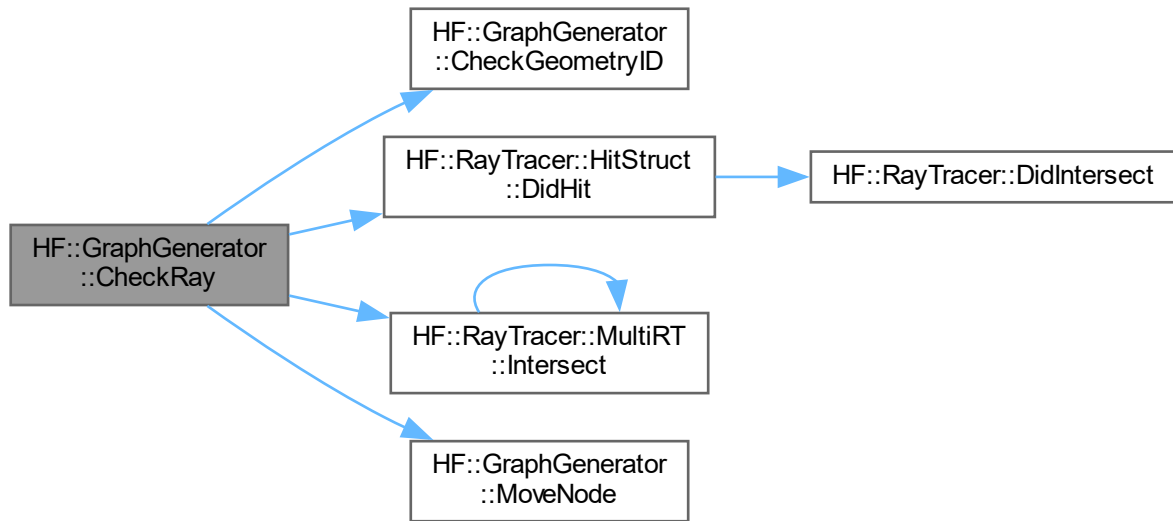 HF::GraphGenerator
::CheckRay
HF::GraphGenerator
::CheckGeometryID
HF::RayTracer::HitStruct
::DidHit
HF::RayTracer::DidIntersect
HF::RayTracer::MultiRT
::Intersect
HF::GraphGenerator
::MoveNode